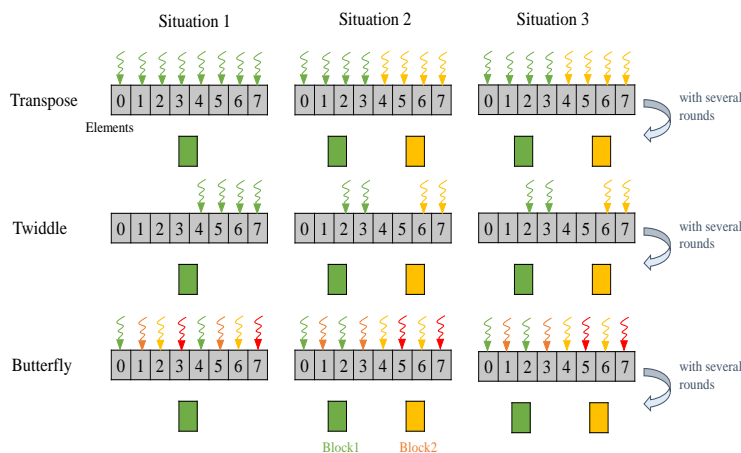 Situation 1 Situation 2 Situation 3
Transpose 0 1 2 3 4 5 6 7 0 1 2 3 4 5 6 7 0 1 2 3 4 5 6 7 with several
rounds
Elements
Twiddle 0 1 2 3 4 5 6 7 0 1 2 3 4 5 6 7 0 1 2 3 4 5 6 7 with several
rounds
Butterfly 0 1 2 3 4 5 6 7 0 1 2 3 4 5 6 7 0 1 2 3 4 5 6 7 with several
rounds
Block1 Block2